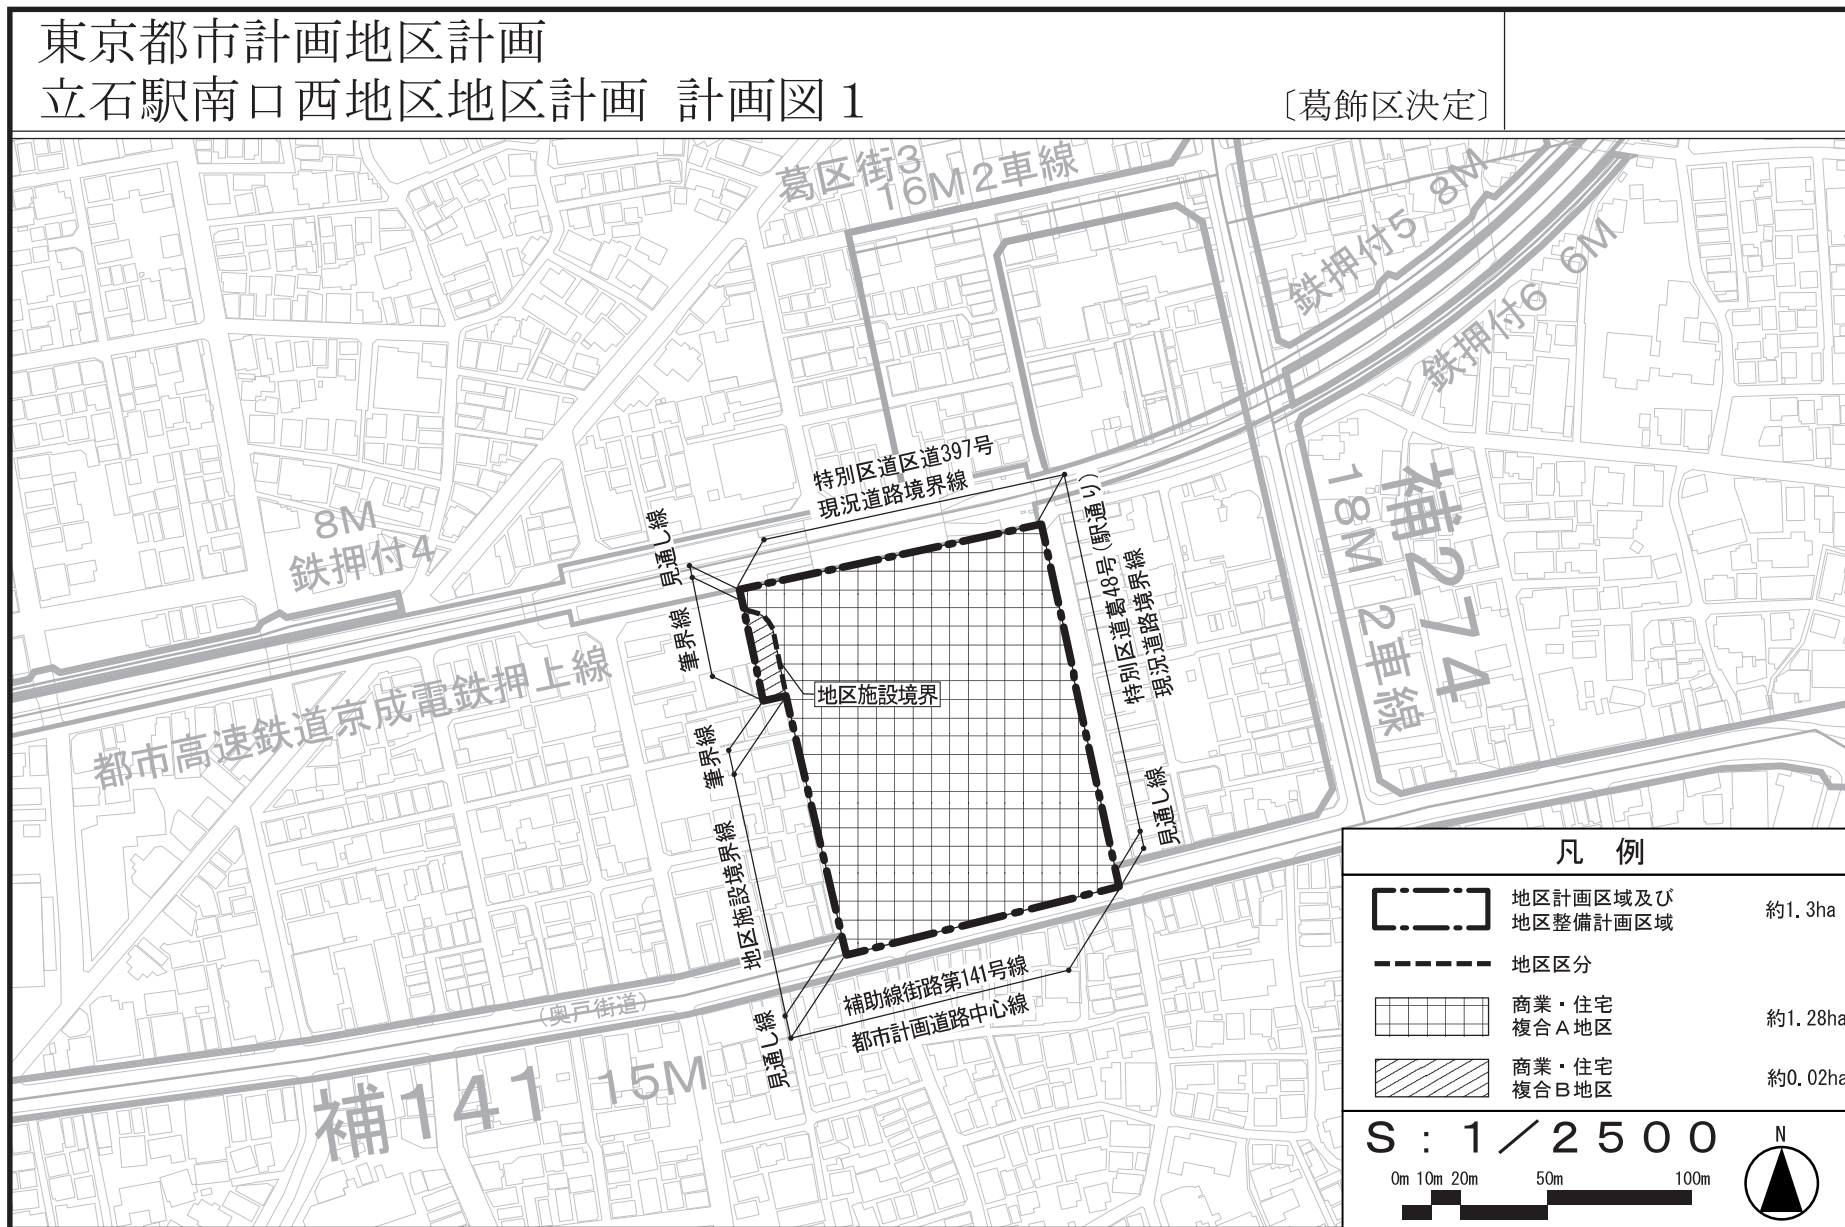 東京都市計画地区計画
立石駅南口西地区地区計画 計画図1
〔葛飾区決定〕
葛区街3
16M2車線
鉄押付5 8M
鉄押付6 6M
特別区道区道397号
現況道路境界線
8M
鉄押付4
見通し線
筆界線
特別区道葛48号(駅通り)
現況道路境界線
補274
18M 2車線
都市高速鉄道京成電鉄押上線
地区施設境界
筆界線
見通し線
地区施設境界線
補助線街路第141号線
都市計画道路中心線
(奥戸街道)
見通し線
補141 15M
凡 例
地区計画区域及び
地区整備計画区域
約1.3ha
地区区分
商業・住宅
複合A地区
約1.28ha
商業・住宅
複合B地区
約0.02ha
S:1/2500
0m 10m 20m 50m 100m
N